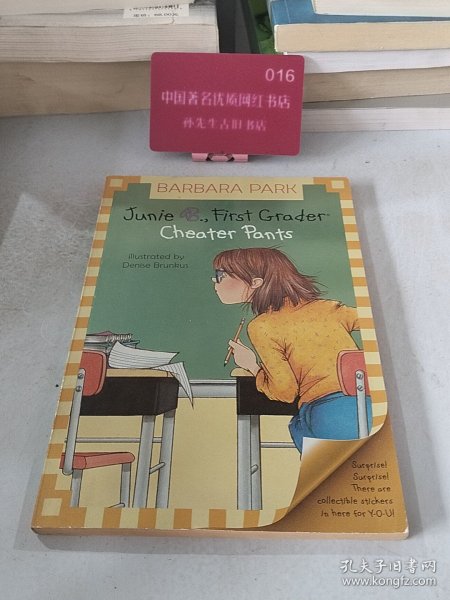 016
中国著名优质网红书店
孙先生古旧书店
BARBARA PARK
Junie B., First Grader
Cheater Pants
illustrated by
Denise Brunkus
Surprise!
Surprise!
There are
collectible stickers
in here for Y-O-U!
孔夫子旧书网
www.kongfz.com